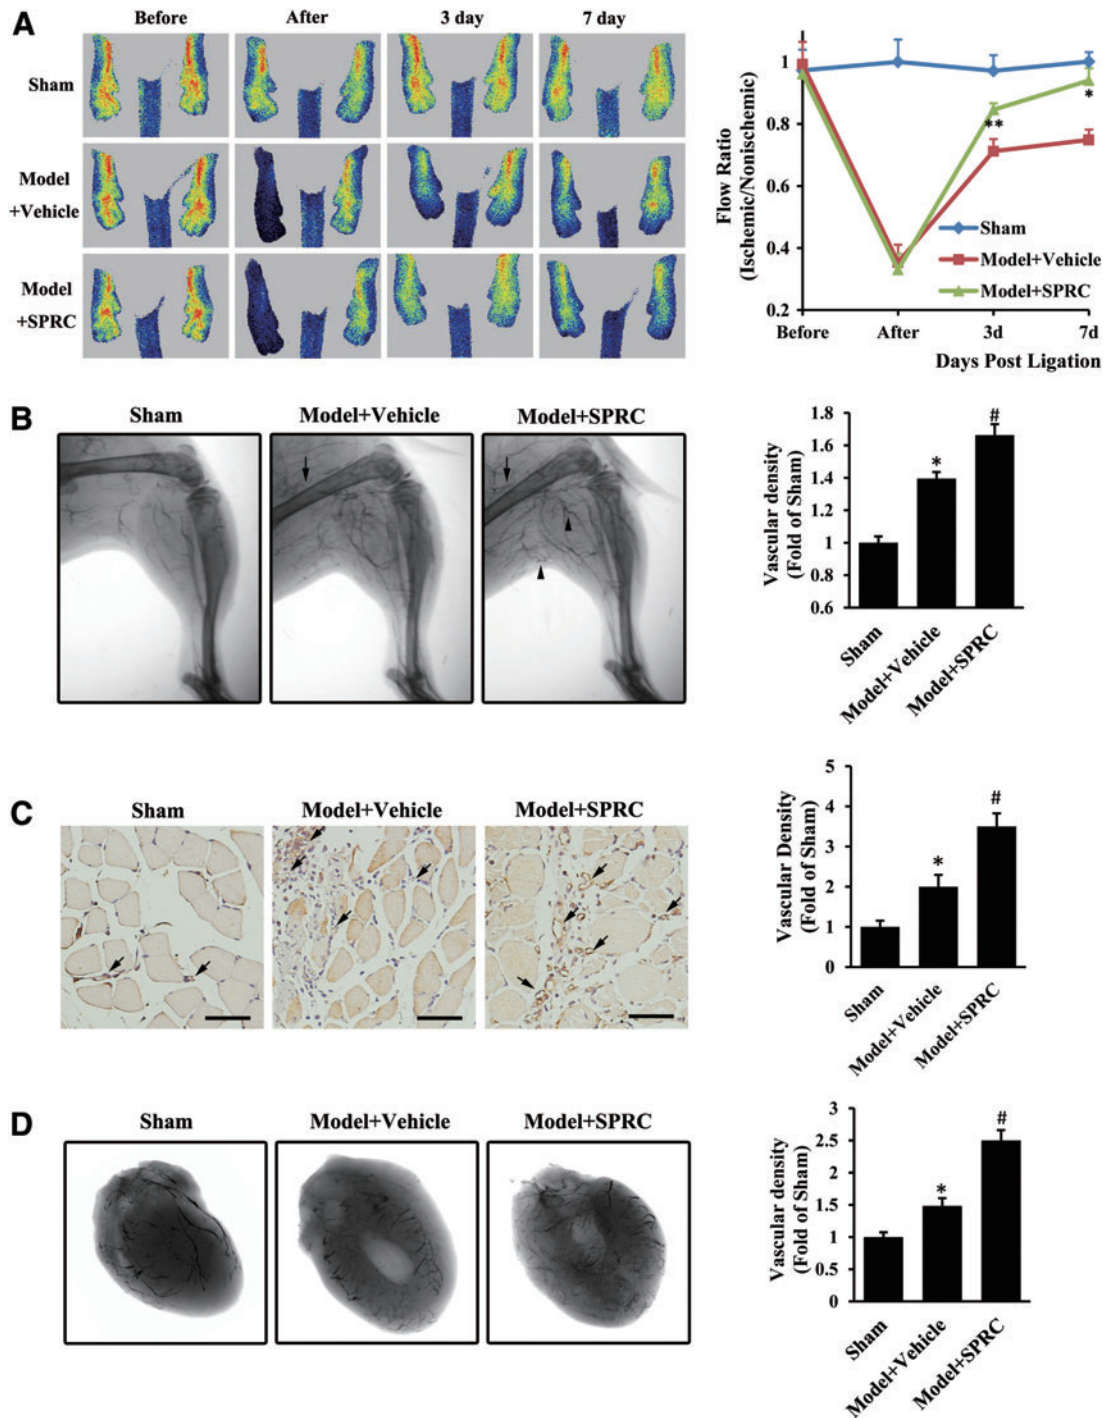 A
Before After 3 day 7 day
Sham
Model
+Vehicle
Model
+SPRC
Flow Ratio
(Ischemic/Nonischemic)
1
0.8
0.6
0.4
0.2
**
*
Sham
Model+Vehicle
Model+SPRC
Before After 3d 7d
Days Post Ligation
B
Sham Model+Vehicle Model+SPRC
Vascular density
(Fold of Sham)
1.8
1.6
1.4
1.2
1
0.8
0.6
*
#
Sham
Model+Vehicle
Model+SPRC
C
Sham Model+Vehicle Model+SPRC
Vascular Density
(Fold of Sham)
5
4
3
2
1
0
*
#
Sham
Model+Vehicle
Model+SPRC
D
Sham Model+Vehicle Model+SPRC
Vascular density
(Fold of Sham)
3
2.5
2
1.5
1
0.5
0
*
#
Sham
Model+Vehicle
Model+SPRC